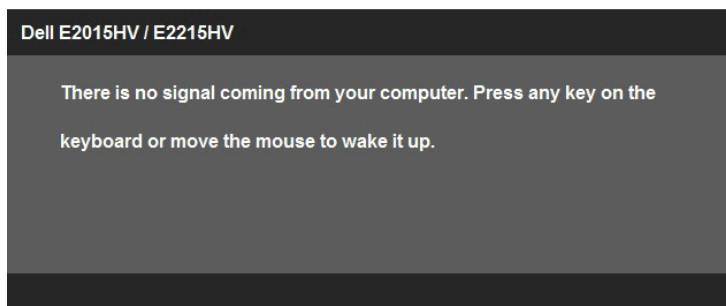 Dell E2015HV / E2215HV
There is no signal coming from your computer. Press any key on the
keyboard or move the mouse to wake it up.